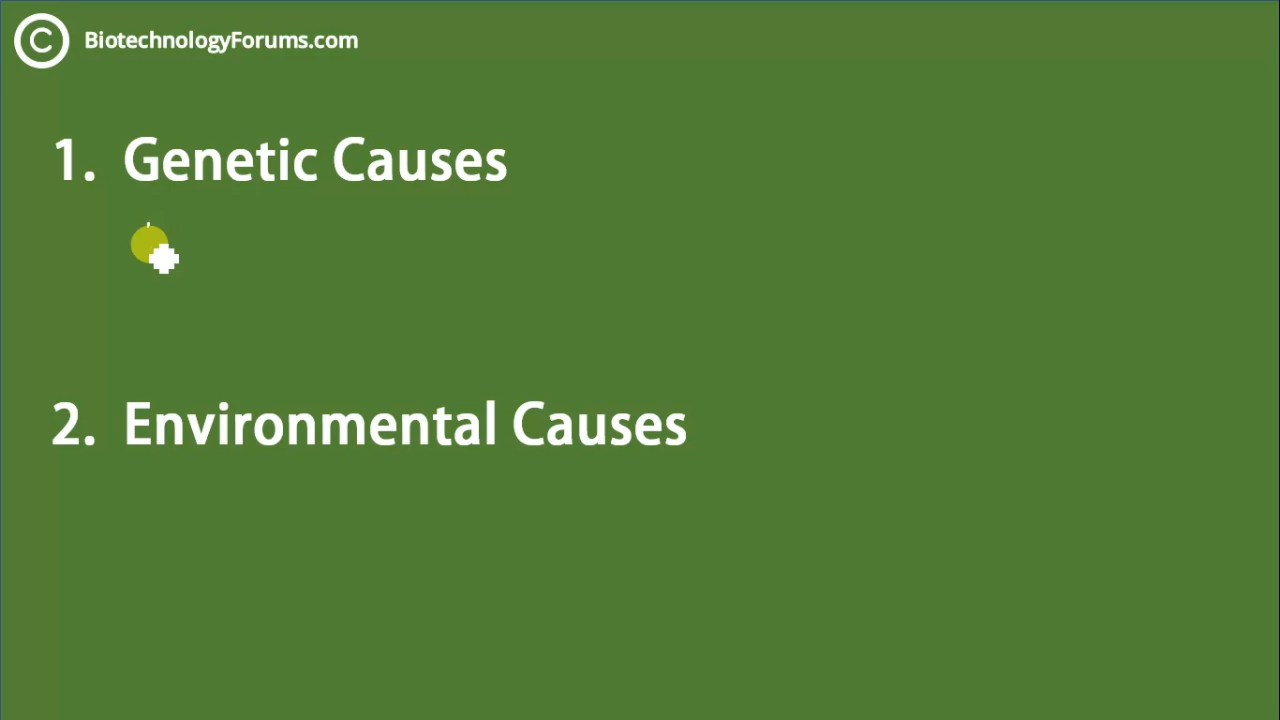 © BiotechnologyForums.com
1. Genetic Causes
2. Environmental Causes